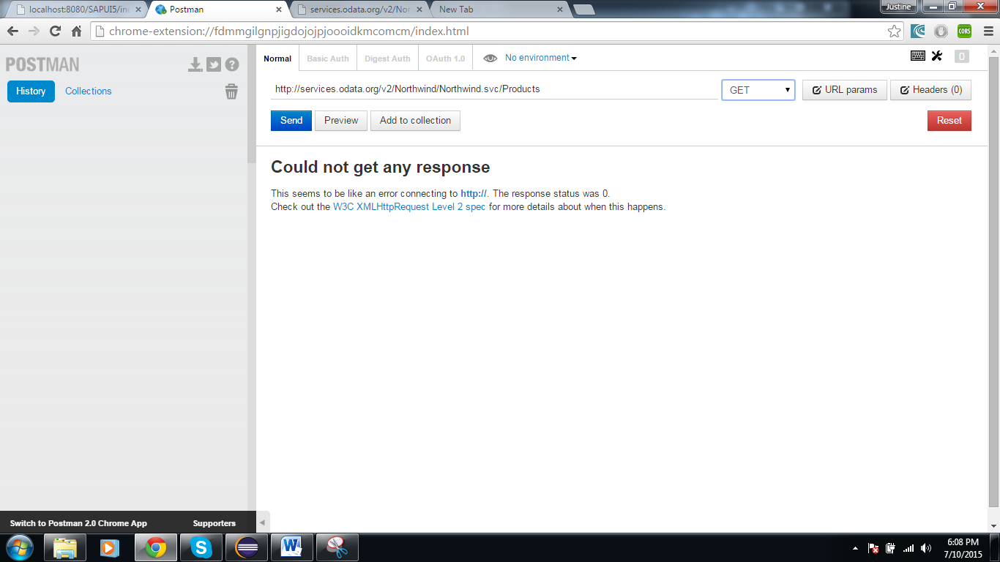 localhost:8080/SAPUI5/inc
Postman
services.odata.org/v2/Nor
New Tab
Justine
chrome-extension://fdmmgilgnpjigdojojpjoooidkmcomcm/index.html
CORS
POSTMAN
History
Collections
Normal
Basic Auth
Digest Auth
OAuth 1.0
No environment
0
http://services.odata.org/v2/Northwind/Northwind.svc/Products
GET
URL params
Headers (0)
Send
Preview
Add to collection
Reset
Could not get any response
This seems to be like an error connecting to http://. The response status was 0.
Check out the W3C XMLHttpRequest Level 2 spec for more details about when this happens.
Switch to Postman 2.0 Chrome App
Supporters
6:08 PM
7/10/2015